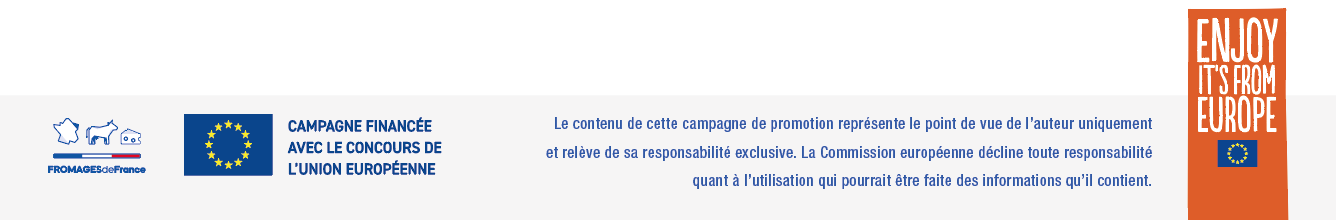 FROMAGESdeFrance
CAMPAGNE FINANCÉE
AVEC LE CONCOURS DE
L'UNION EUROPÉENNE
Le contenu de cette campagne de promotion représente le point de vue de l'auteur uniquement
et relève de sa responsabilité exclusive. La Commission européenne décline toute responsabilité
quant à l'utilisation qui pourrait être faite des informations qu'il contient.
ENJOY
IT'S FROM
EUROPE